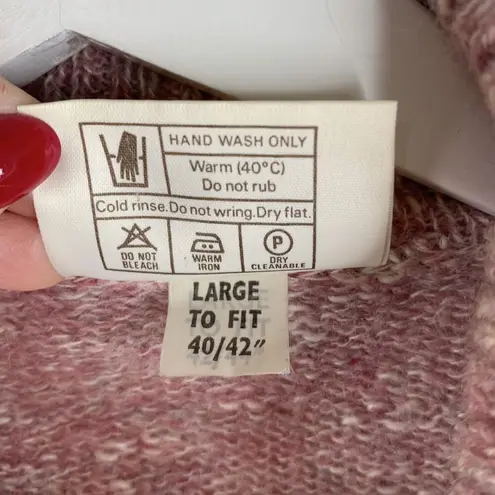 HAND WASH ONLY
Warm (40°C)
Do not rub
Cold rinse.Do not wring.Dry flat.
DO NOT
BLEACH
WARM
IRON
P
DRY
CLEANABLE
LARGE
TO FIT
40/42"